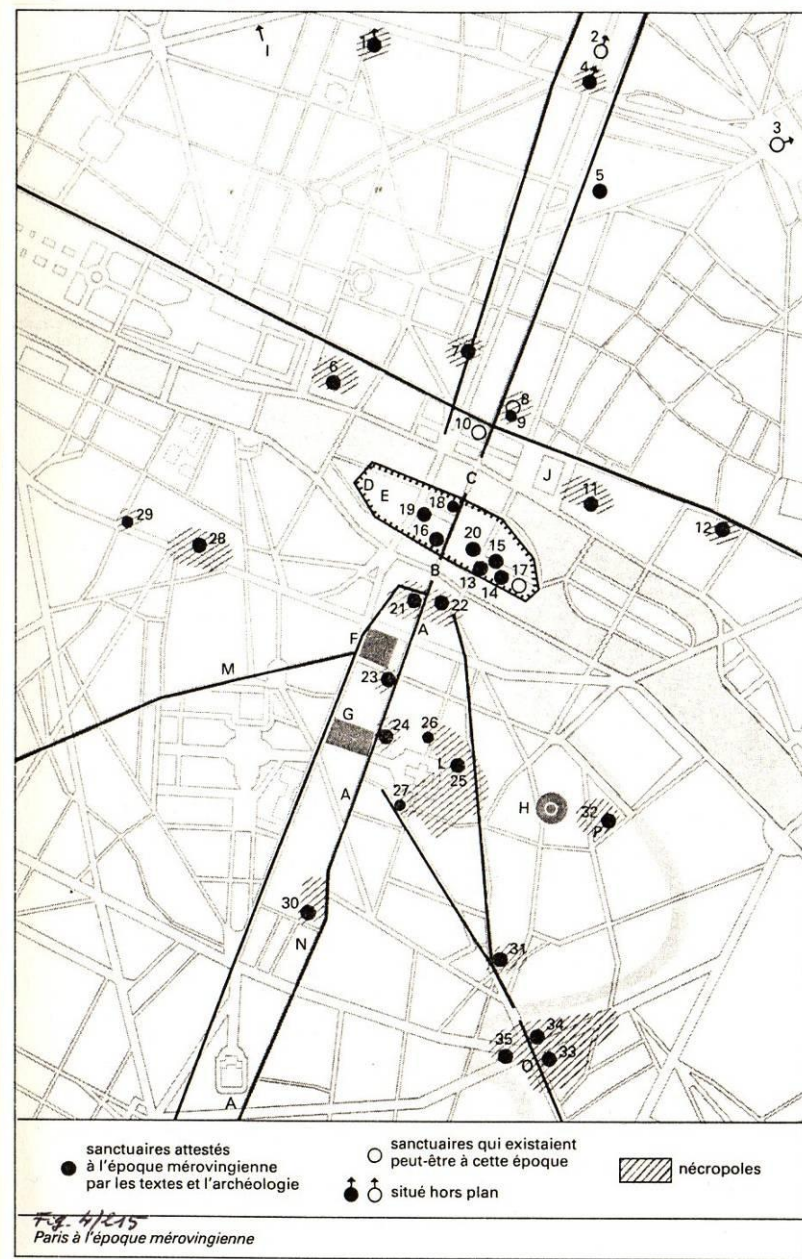 1
I
2
4
3
5
7
6
8
9
10
C
J
11
12
D
E
18
19
16
20
15
13
14
17
B
29
28
21
22
A
F
M
23
G
24
26
L
25
A
27
H
32
P
30
N
31
34
35
33
O
A
sanctuaires attestés
à l'époque mérovingienne
par les textes et l'archéologie
sanctuaires qui existaient
peut-être à cette époque
situé hors plan
nécropoles
Fig. 4/215
Paris à l'époque mérovingienne